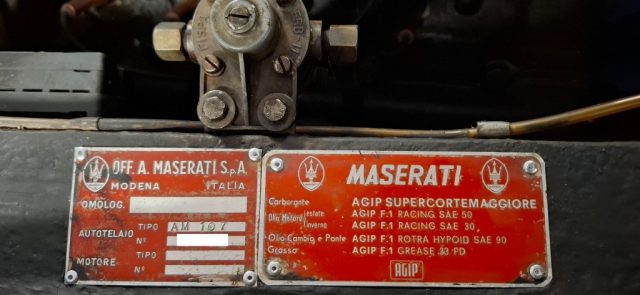 OFF. A. MASERATI S.p.A.
MODENA ITALIA
OMOLOG.
TIPO AM 107
AUTOTELAIO
N°
TIPO
MOTORE
N°
MASERATI
Carburante AGIP SUPERCORTEMAGGIORE
Olio Motore estate AGIP F.1 RACING SAE 50
inverno AGIP F.1 RACING SAE 30
Olio Cambio e Ponte AGIP F.1 ROTRA HYPOID SAE 90
Grasso AGIP F.1 GREASE 33 FD
AGIP